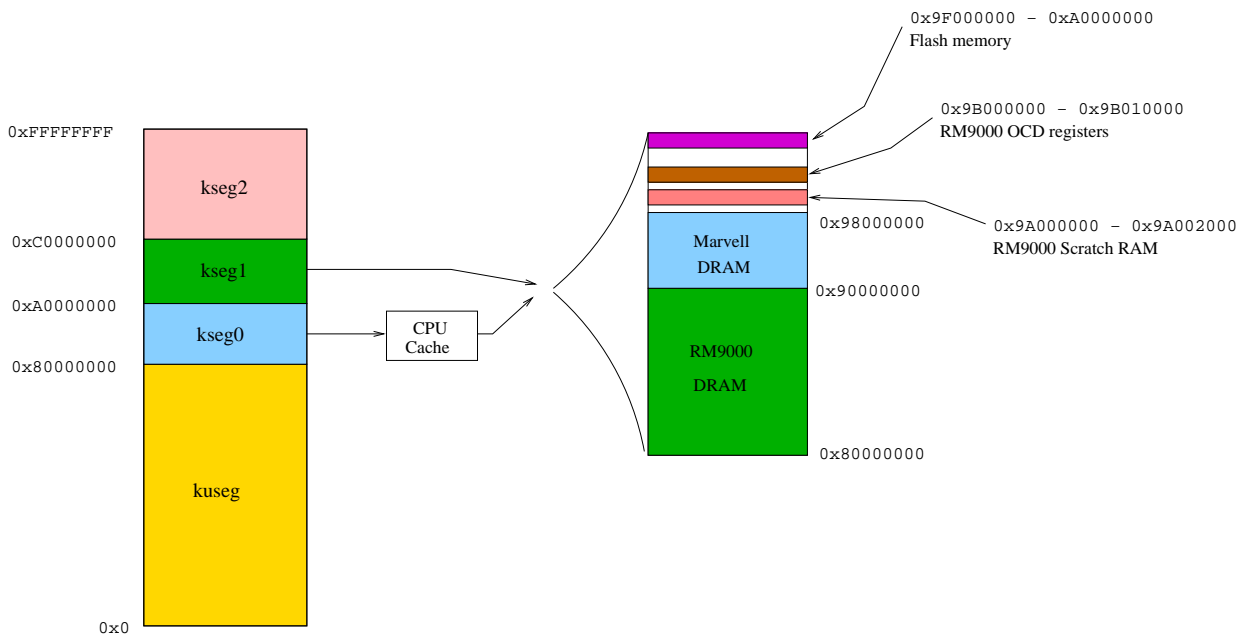 0x9F000000 – 0xA0000000
Flash memory
0x9B000000 – 0x9B010000
RM9000 OCD registers
0x9A000000 – 0x9A002000
RM9000 Scratch RAM
0xFFFFFFFF
kseg2
0xC0000000
kseg1
0xA0000000
kseg0
0x80000000
kuseg
0x0
CPU
Cache
0x98000000
Marvell
DRAM
0x90000000
RM9000
DRAM
0x80000000